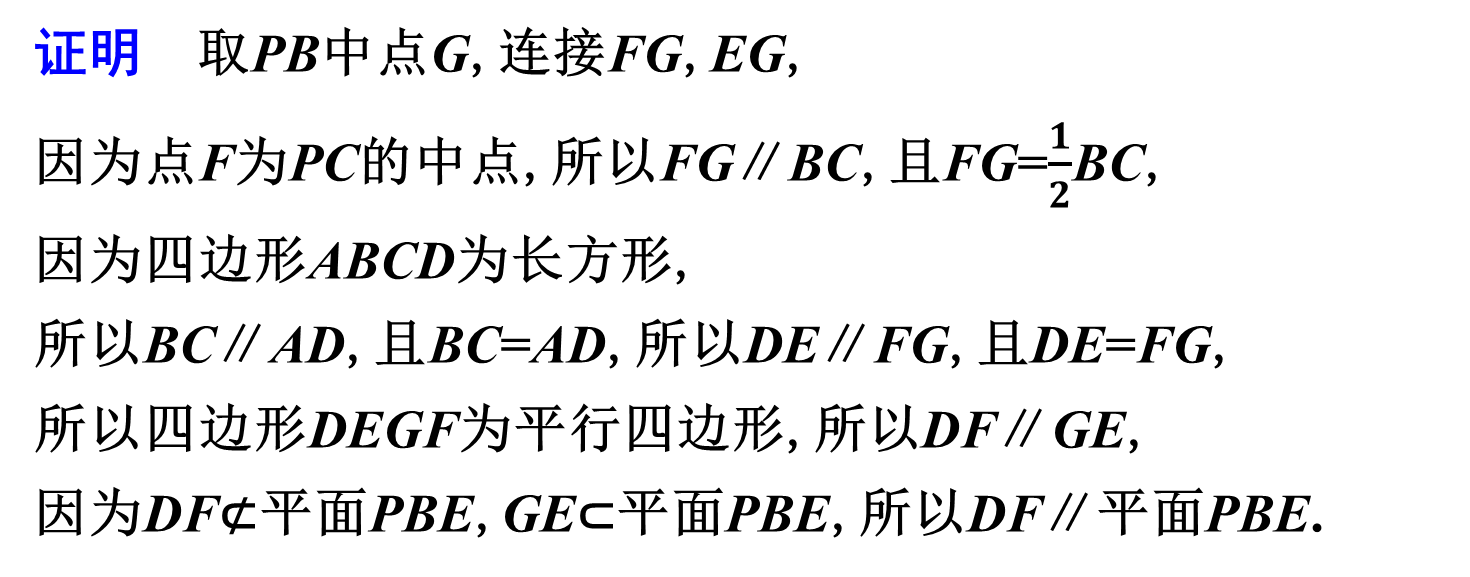 证明 取PB中点G, 连接FG, EG,
因为点F为PC的中点, 所以FG∥BC, 且FG=1/2BC,
因为四边形ABCD为长方形,
所以BC∥AD, 且BC=AD, 所以DE∥FG, 且DE=FG,
所以四边形DEGF为平行四边形, 所以DF∥GE,
因为DF⊄平面PBE, GE⊂平面PBE, 所以DF∥平面PBE.